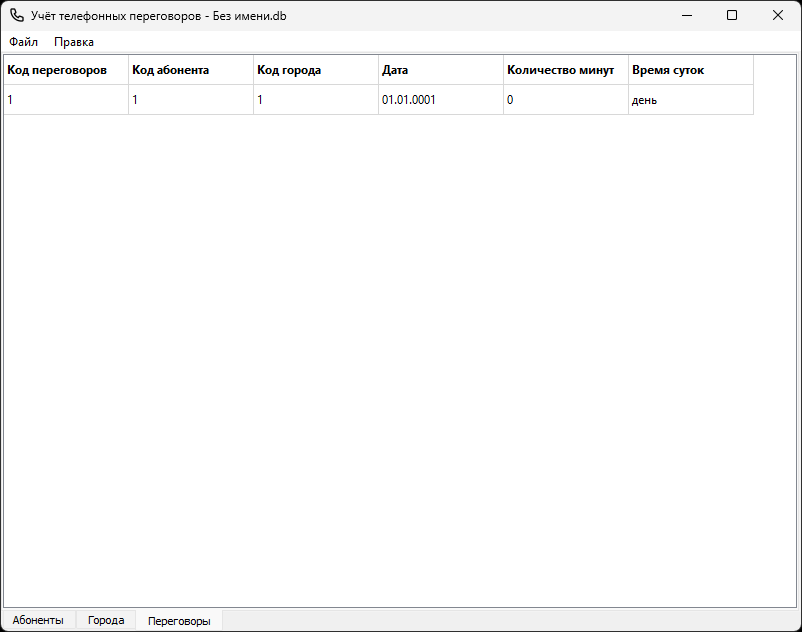 Учёт телефонных переговоров - Без имени.db
Файл Правка
Код переговоров Код абонента Код города Дата Количество минут Время суток
1 1 1 01.01.0001 0 день
Абоненты Города Переговоры